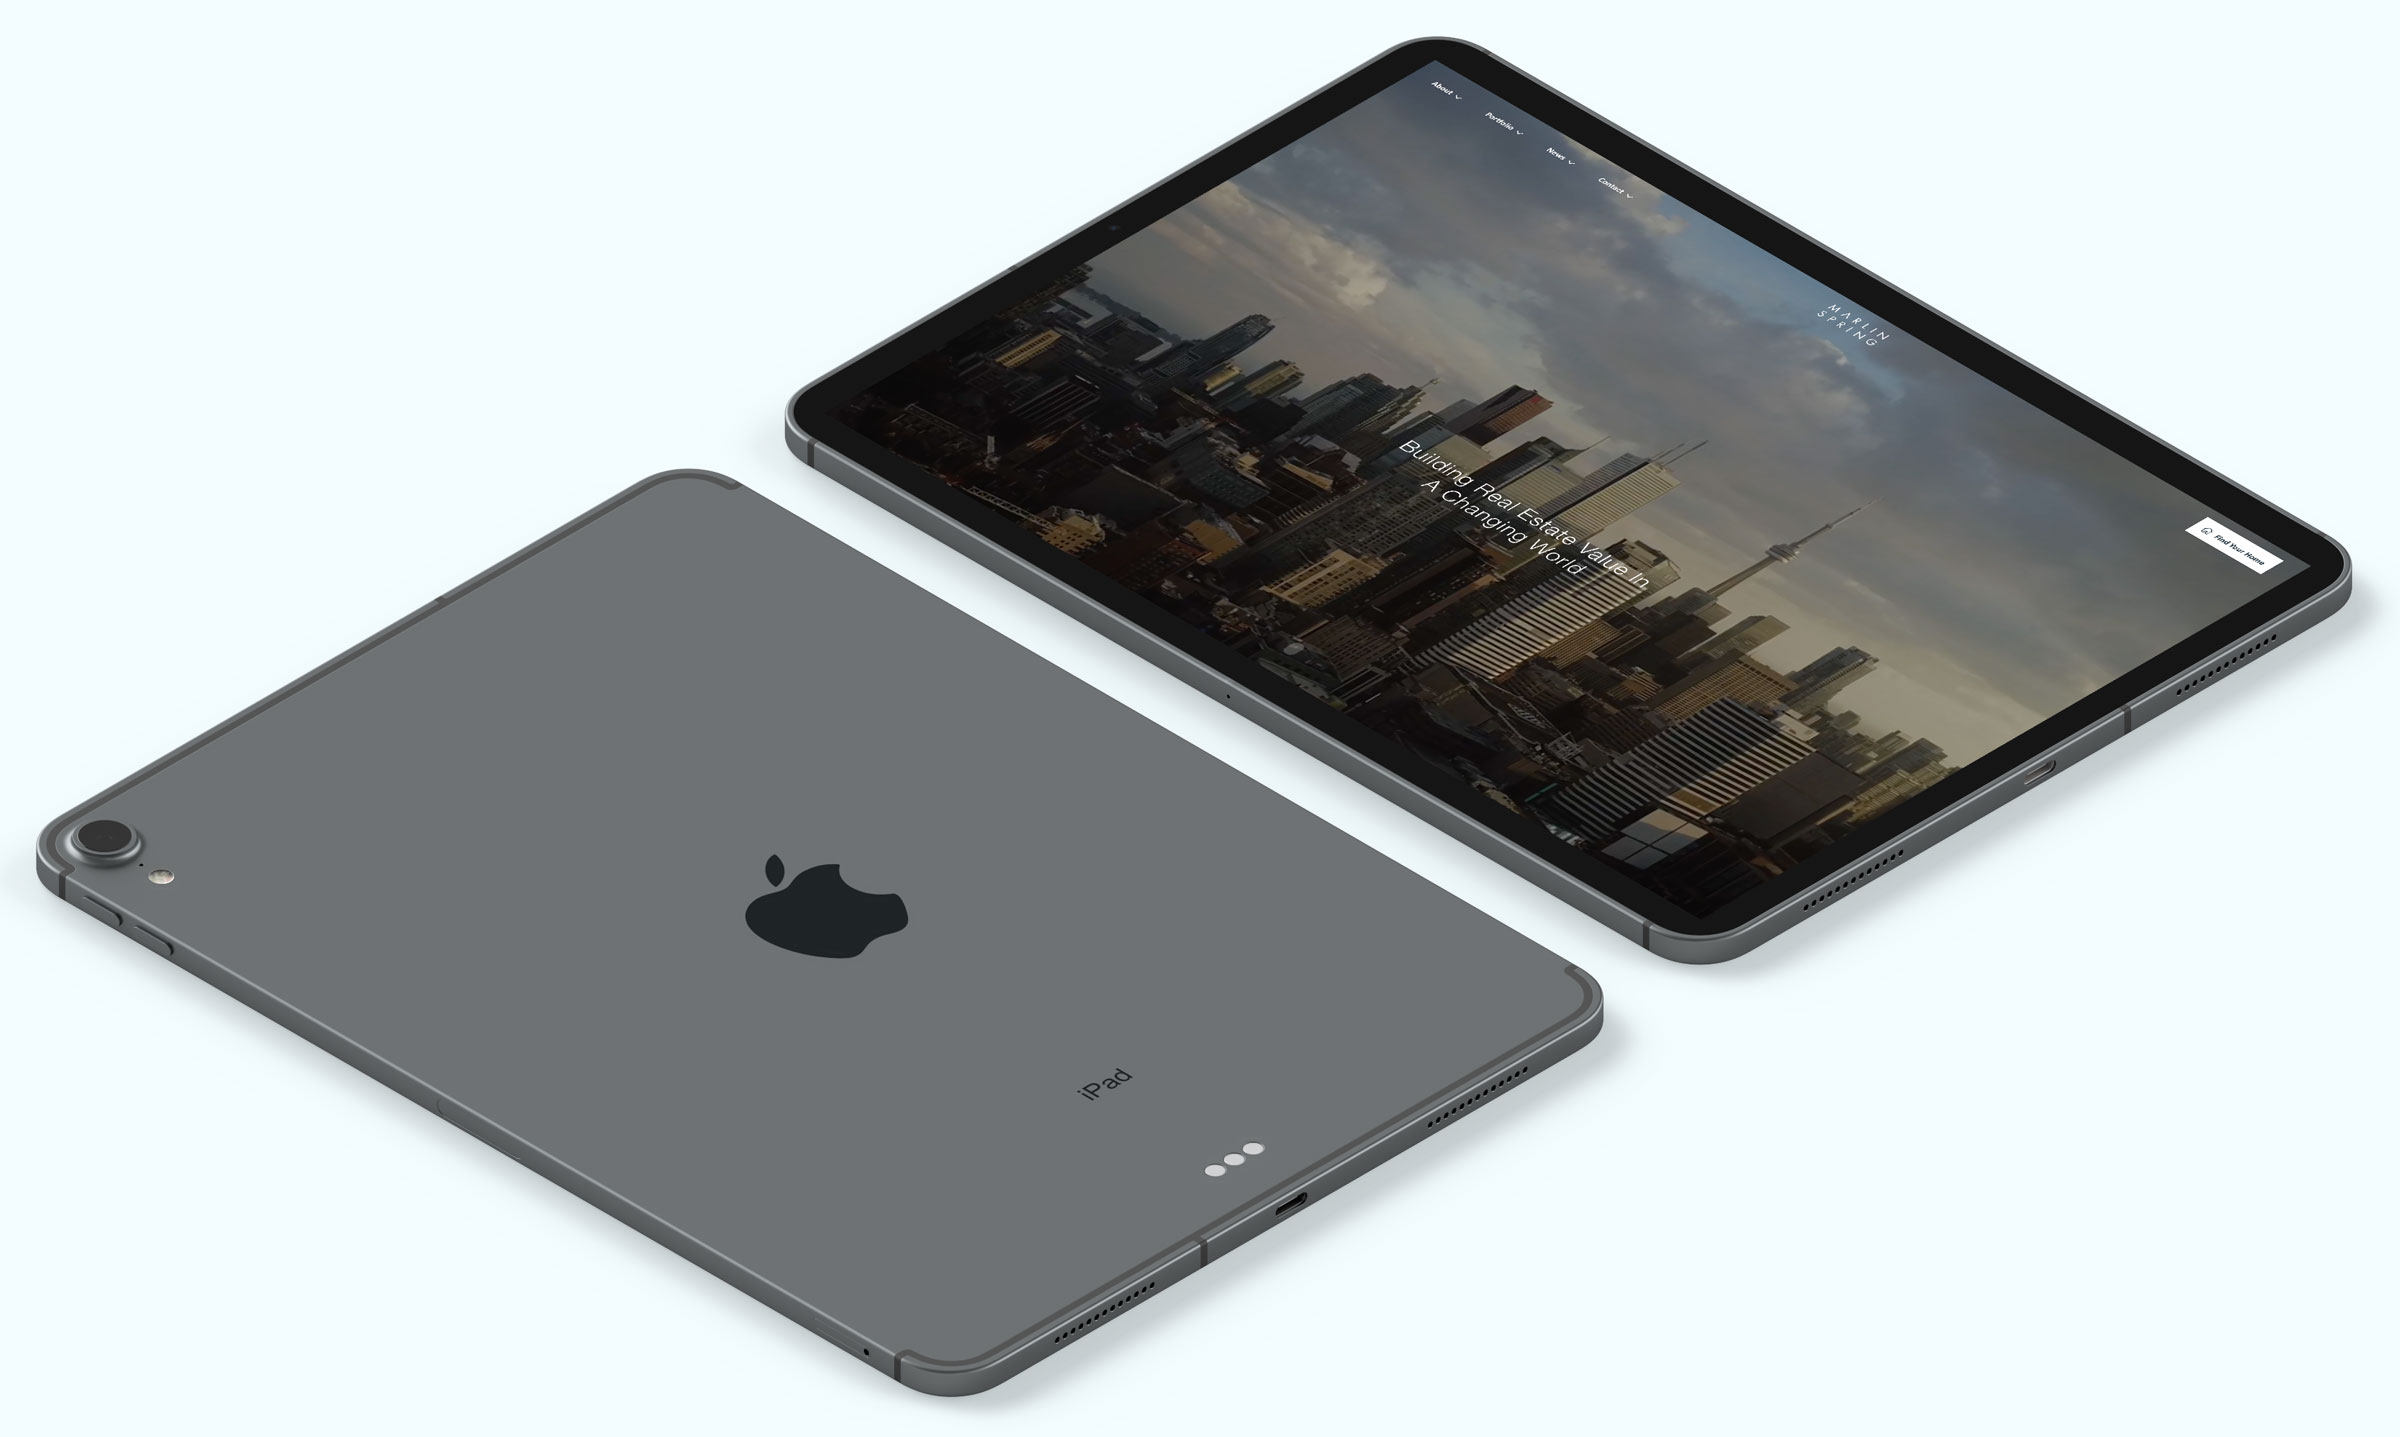 About
Portfolio
News
Contact
MARLIN
SPRING
Find Your Home
Building Real Estate Value In
A Changing World
iPad